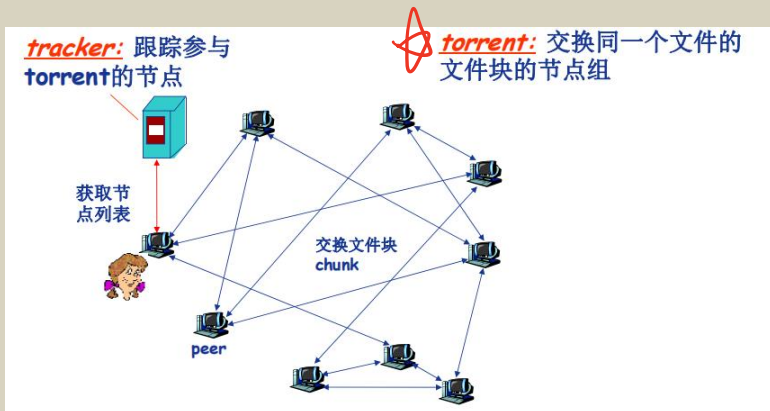 tracker: 跟踪参与
torrent的节点
torrent: 交换同一个文件的
文件块的节点组
获取节
点列表
交换文件块
chunk
peer